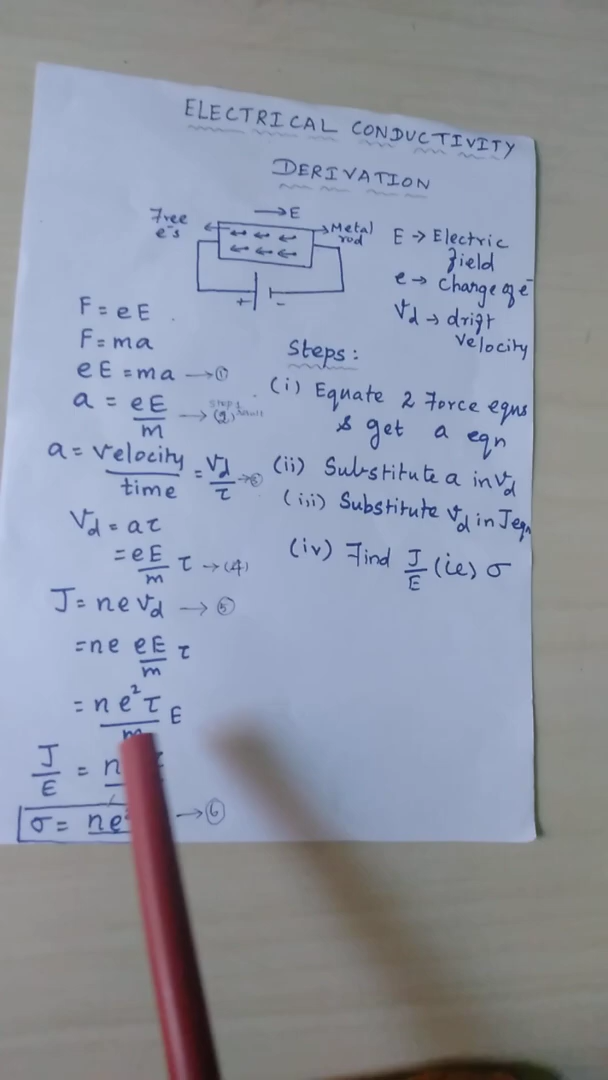 ELECTRICAL CONDUCTIVITY
DERIVATION
Free
e⁻s
→E
Metal
rod
+ -
E → Electric
field
e → Charge of e⁻
Vd → drift
velocity
F = eE
F = ma
eE = ma → ①
a = eE/m → (2)
a = velocity/time = Vd/τ → ③
Vd = aτ
= eE/m τ → (4)
J = neVd → ⑤
= ne eE/m τ
= ne²τ/m E
J/E = n
σ = ne → ⑥
Steps:
(i) Equate 2 Force eqns
& get a eqn
(ii) Substitute a in Vd
(iii) Substitute Vd in J eqn
(iv) Find J/E (ie) σ